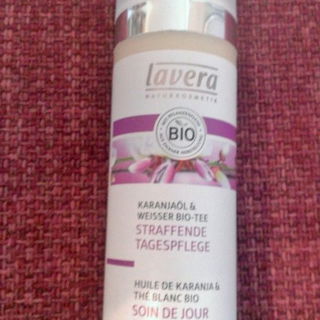 lavera
NATURKOSMETIK
BIO
KARANJAÖL &
WEISSER BIO-TEE
STRAFFENDE
TAGESPFLEGE
HUILE DE KARANJA &
THÉ BLANC BIO
SOIN DE JOUR